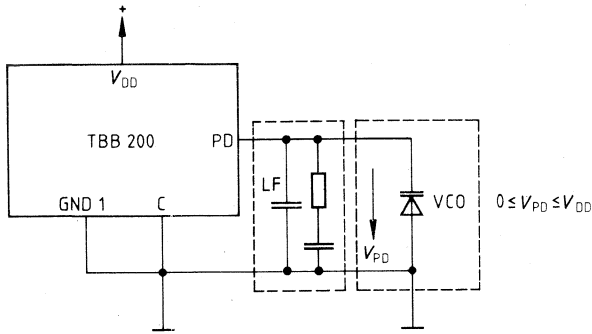 +
V_DD
TBB 200
PD
GND 1
C
LF
V_PD
VCO
0 ≤ V_PD ≤ V_DD